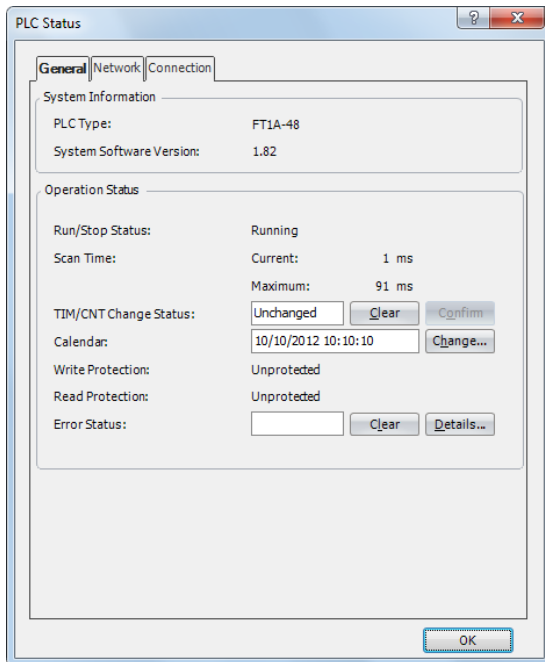 PLC Status
?
X
General Network Connection
System Information
PLC Type: FT1A-48
System Software Version: 1.82
Operation Status
Run/Stop Status: Running
Scan Time: Current: 1 ms
Maximum: 91 ms
TIM/CNT Change Status: Unchanged Clear Confirm
Calendar: 10/10/2012 10:10:10 Change...
Write Protection: Unprotected
Read Protection: Unprotected
Error Status: Clear Details...
OK